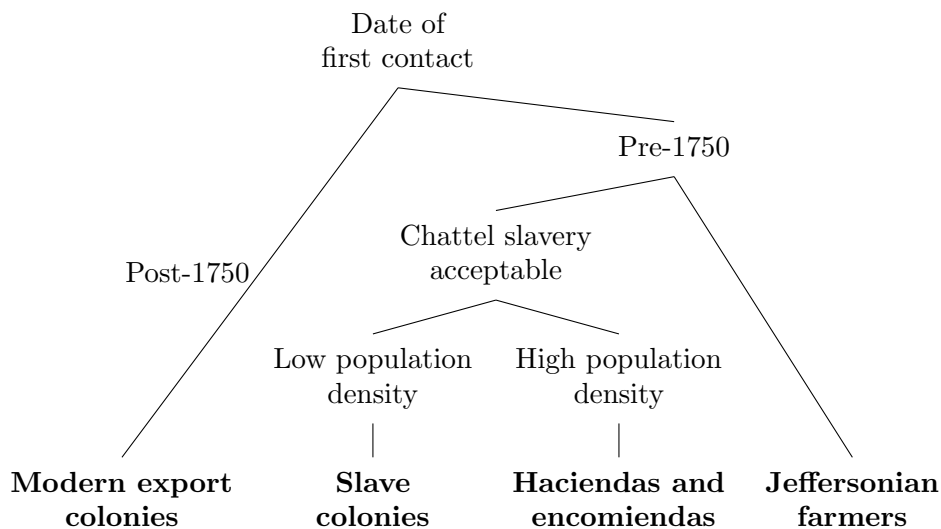 Date of
first contact
Pre-1750
Chattel slavery
acceptable
Post-1750
Low population
density
High population
density
Modern export
colonies
Slave
colonies
Haciendas and
encomiendas
Jeffersonian
farmers